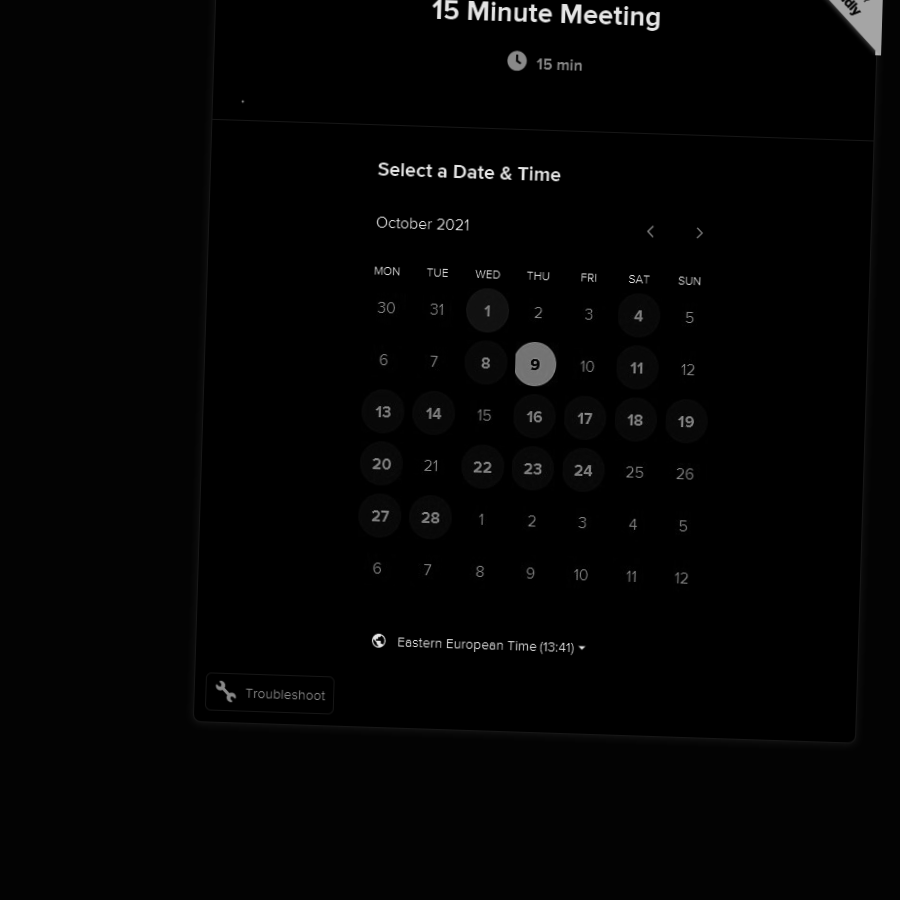 15 Minute Meeting
15 min
Select a Date & Time
October 2021
MON TUE WED THU FRI SAT SUN
30 31 1 2 3 4 5
6 7 8 9 10 11 12
13 14 15 16 17 18 19
20 21 22 23 24 25 26
27 28 1 2 3 4 5
6 7 8 9 10 11 12
Eastern European Time (13:41)
Troubleshoot